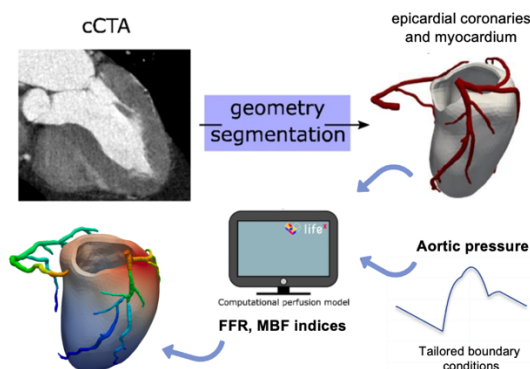 cCTA
epicardial coronaries
and myocardium
geometry
segmentation
life x
Computational perfusion model
FFR, MBF indices
Aortic pressure
Tailored boundary
conditions